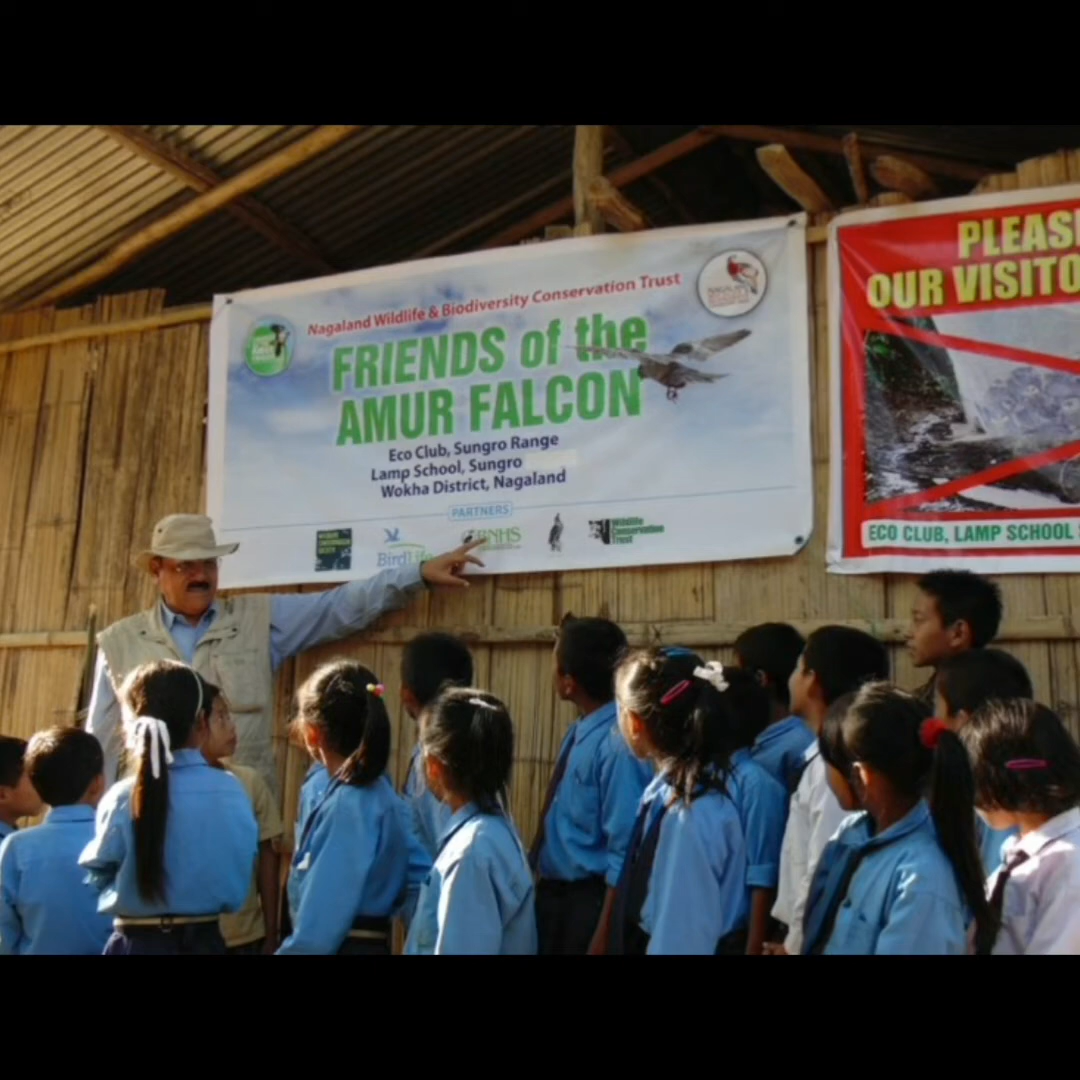 Nagaland Wildlife & Biodiversity Conservation Trust
FRIENDS of the
AMUR FALCON
Eco Club, Sungro Range
Lamp School, Sungro
Wokha District, Nagaland
PARTNERS
BirdLife
BNHS
Wildlife
Conservation
Trust
PLEAS
OUR VISITO
ECO CLUB, LAMP SCHOOL